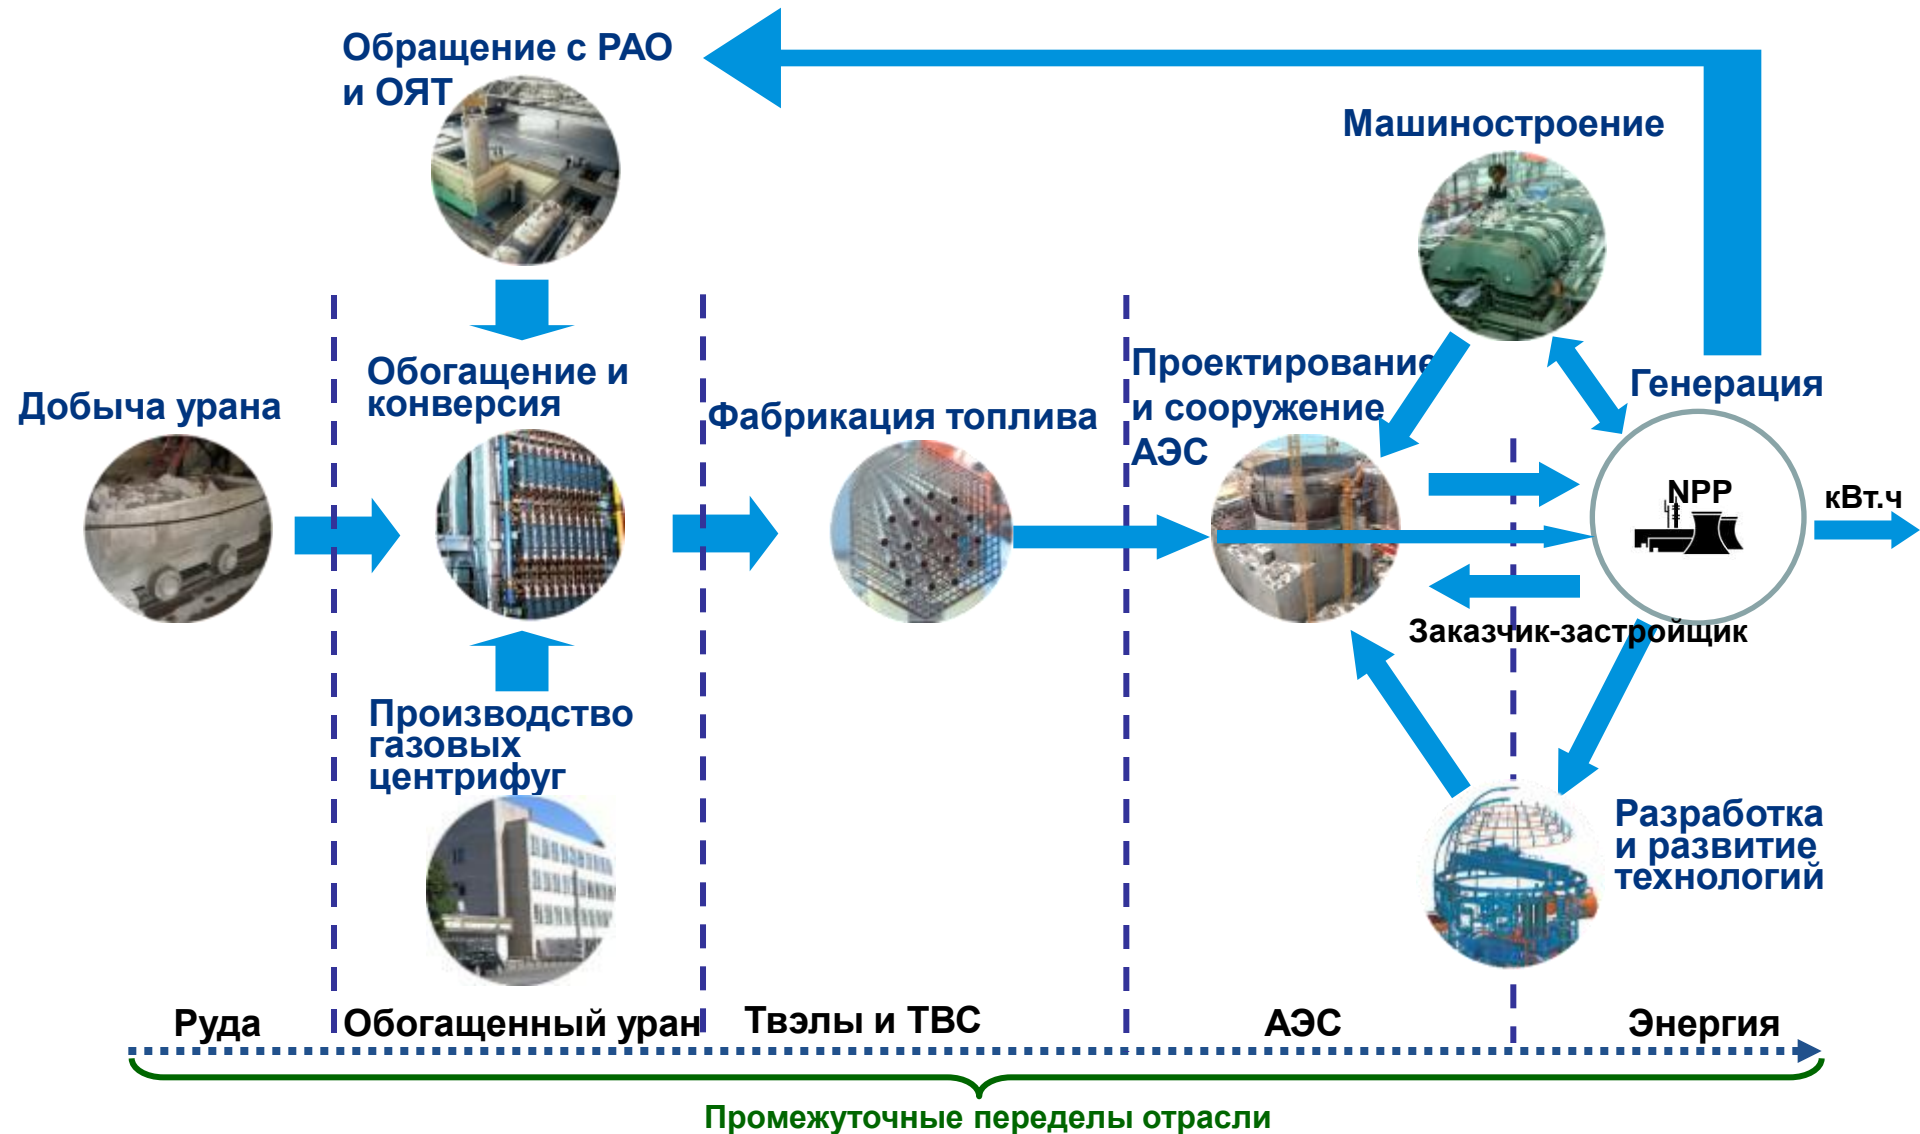 Обращение с РАО
и ОЯТ
Машиностроение
Добыча урана
Обогащение и
конверсия
Фабрикация топлива
Проектирование
и сооружение
АЭС
Генерация
NPP
кВт.ч
Заказчик-застройщик
Производство
газовых
центрифуг
Разработка
и развитие
технологий
Руда
Обогащенный уран
Твэлы и ТВС
АЭС
Энергия
Промежуточные переделы отрасли